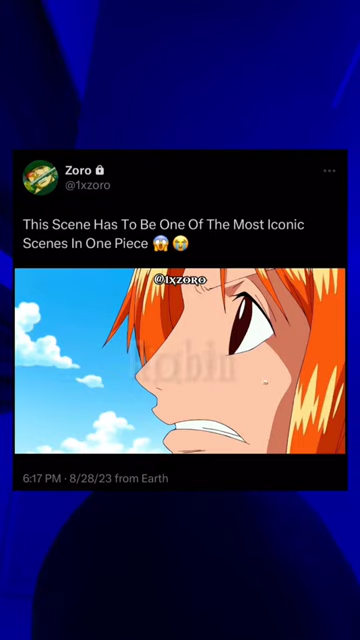 Zoro
@1xzoro
This Scene Has To Be One Of The Most Iconic
Scenes In One Piece 😱😭
@1XZORO
Robin
6:17 PM · 8/28/23 from Earth